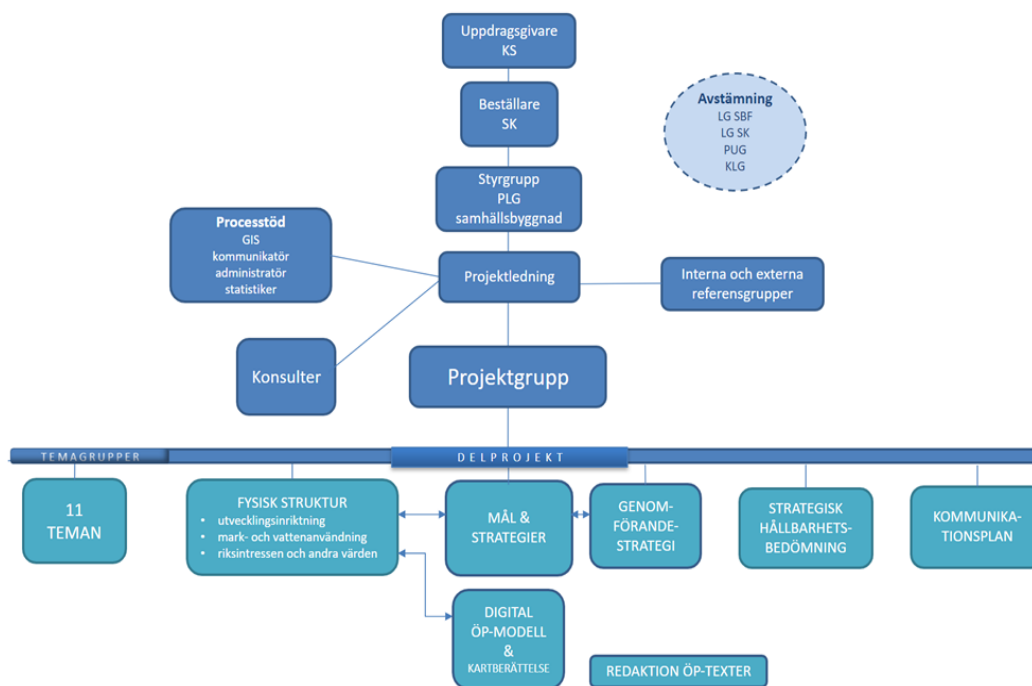 Uppdragsgivare
KS
Beställare
SK
Avstämning
LG SBF
LG SK
PUG
KLG
Styrgrupp
PLG
samhällsbyggnad
Processtöd
GIS
kommunikatör
administratör
statistiker
Projektledning
Interna och externa
referensgrupper
Konsulter
Projektgrupp
TEMAGRUPPER
DELPROJEKT
11
TEMAN
FYSISK STRUKTUR
• utvecklingsinriktning
• mark- och vattenanvändning
• riksintressen och andra värden
MÅL &
STRATEGIER
GENOM-
FÖRANDE-
STRATEGI
STRATEGISK
HÅLLBARHETS-
BEDÖMNING
KOMMUNIKA-
TIONSPLAN
DIGITAL
ÖP-MODELL
&
KARTBERÄTTELSE
REDAKTION ÖP-TEXTER